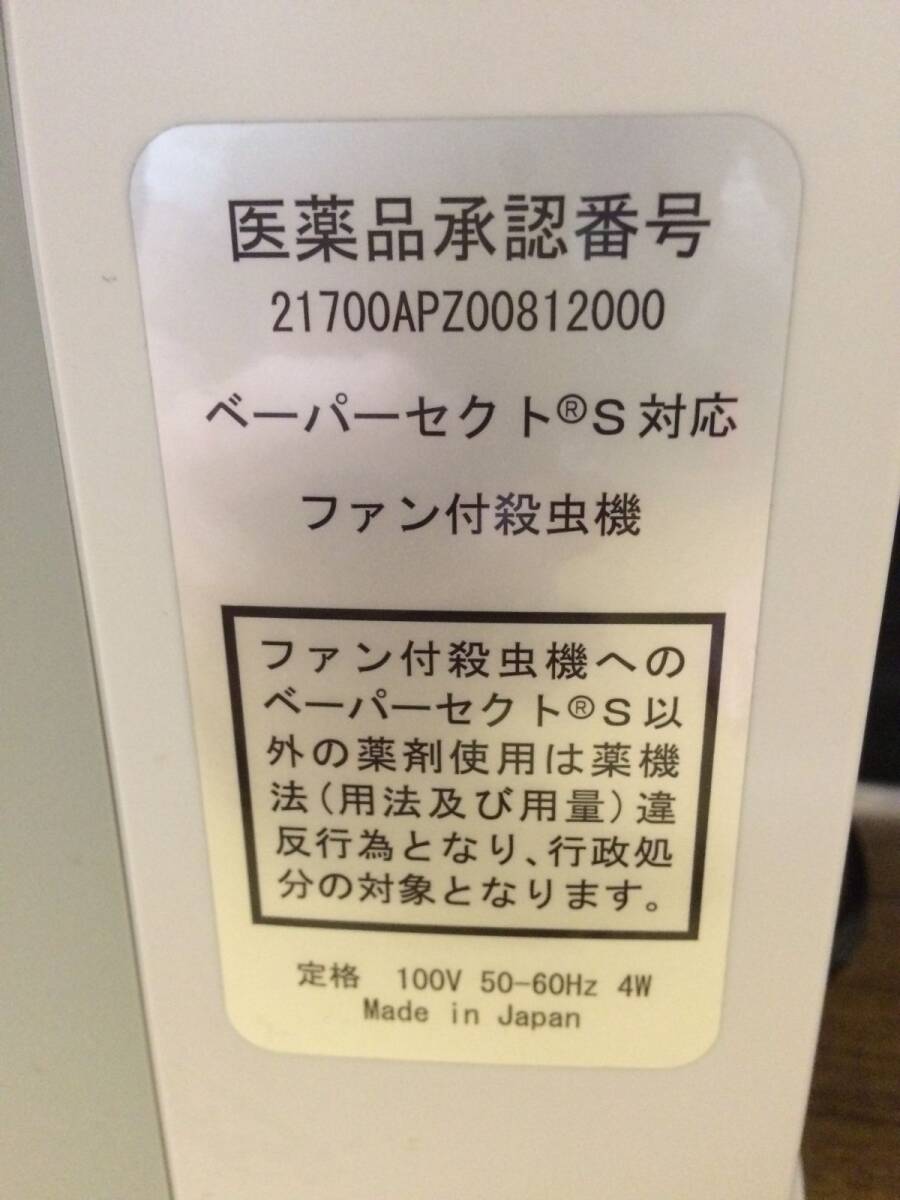 医薬品承認番号
21700APZ00812000
ベーパーセクト®S対応
ファン付殺虫機
ファン付殺虫機への
ベーパーセクト®S以
外の薬剤使用は薬機
法(用法及び用量)違
反行為となり、行政処
分の対象となります。
定格 100V 50-60Hz 4W
Made in Japan